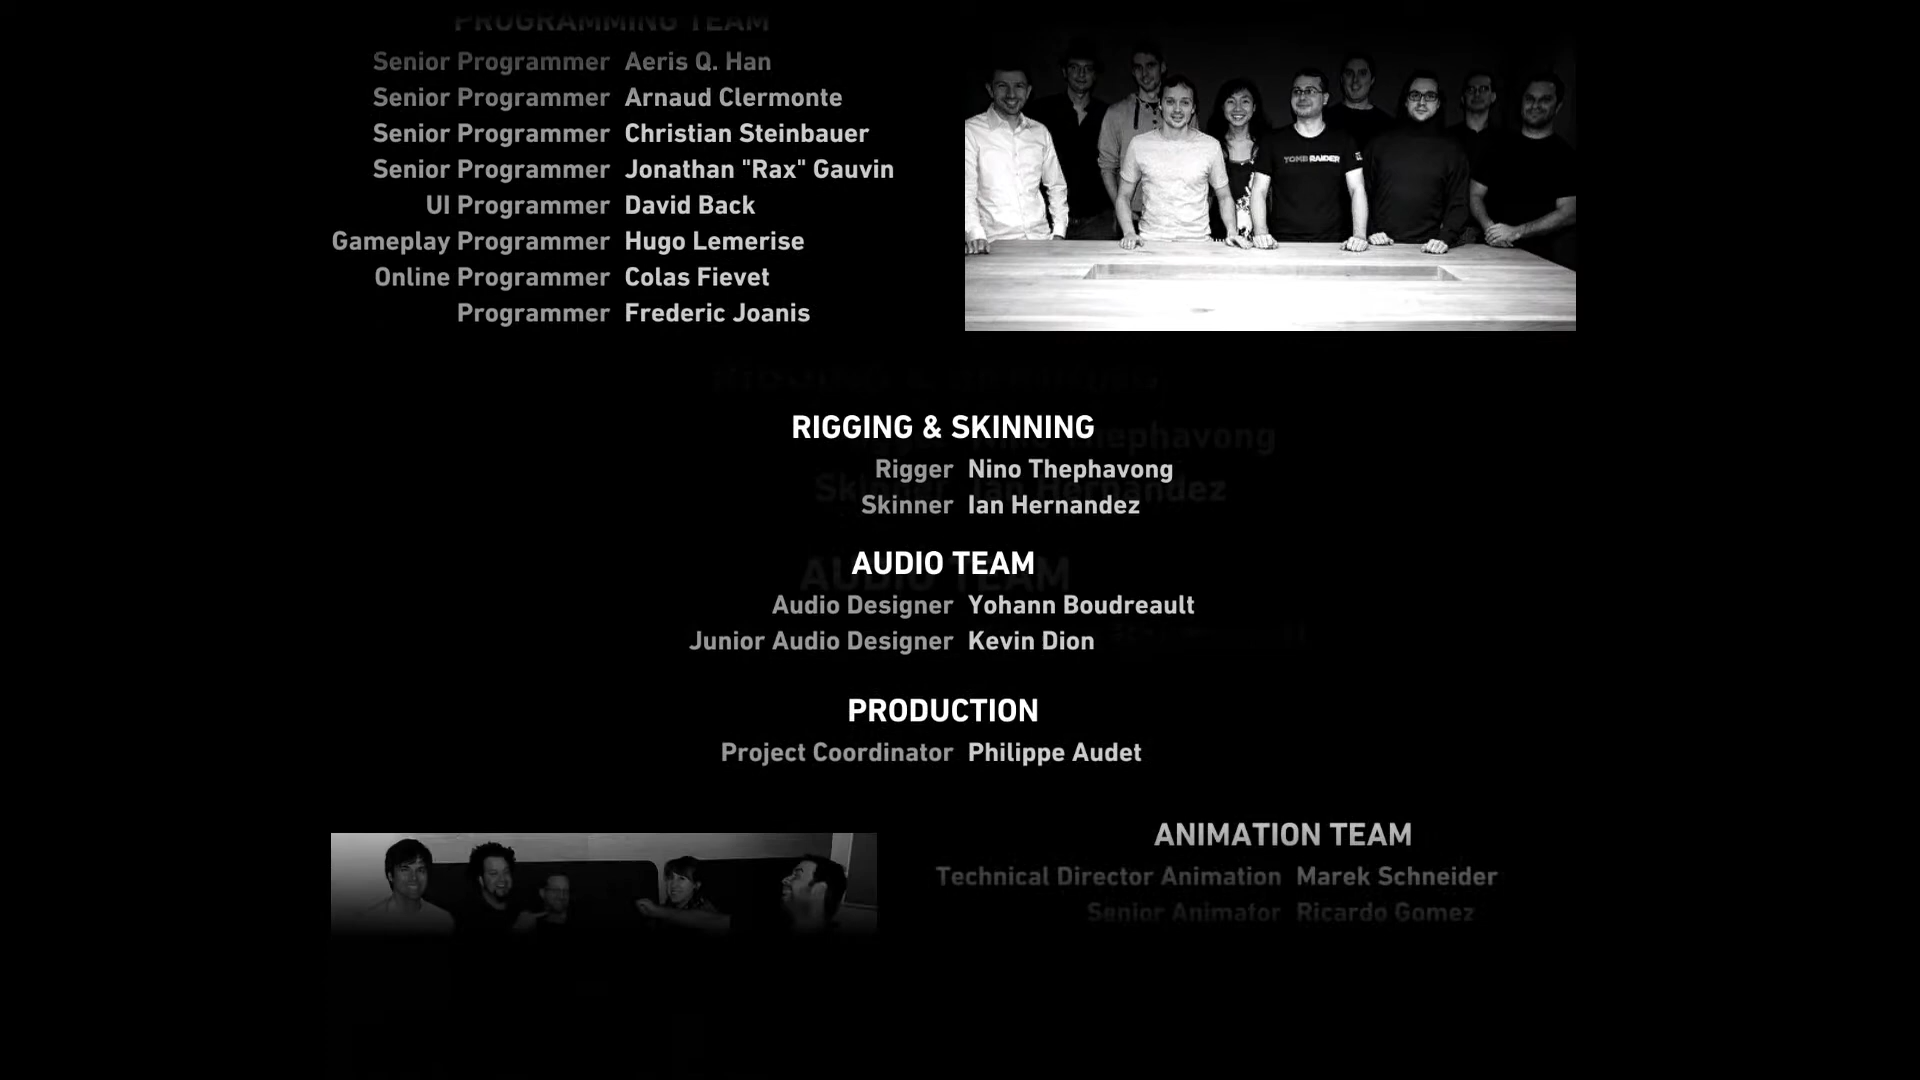 PROGRAMMING TEAM
Senior Programmer Aeris Q. Han
Senior Programmer Arnaud Clermonte
Senior Programmer Christian Steinbauer
Senior Programmer Jonathan "Rax" Gauvin
UI Programmer David Back
Gameplay Programmer Hugo Lemerise
Online Programmer Colas Fievet
Programmer Frederic Joanis
TOMB RAIDER
RIGGING & SKINNING
Rigger Nino Thephavong
Skinner Ian Hernandez
AUDIO TEAM
Audio Designer Yohann Boudreault
Junior Audio Designer Kevin Dion
PRODUCTION
Project Coordinator Philippe Audet
ANIMATION TEAM
Technical Director Animation Marek Schneider
Senior Animator Ricardo Gomez